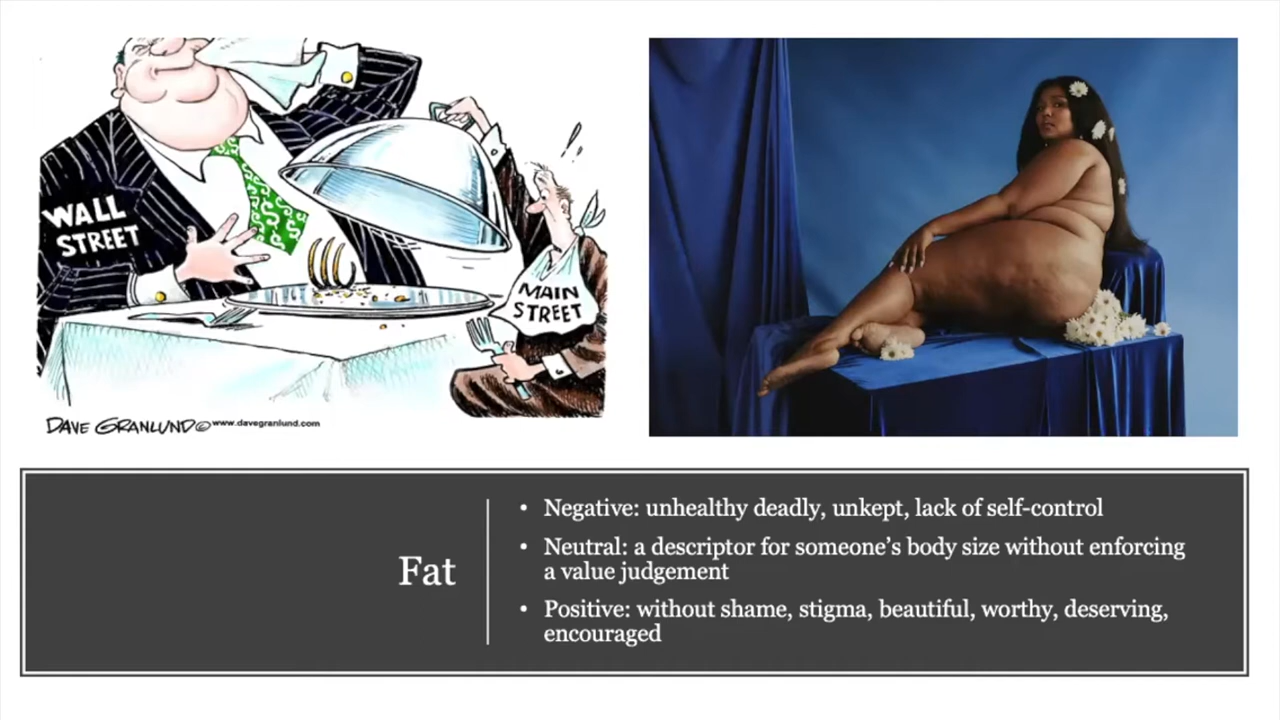 WALL
STREET
MAIN
STREET
DAVE GRANLUND © www.davegranlund.com
Fat
• Negative: unhealthy deadly, unkept, lack of self-control
• Neutral: a descriptor for someone’s body size without enforcing
a value judgement
• Positive: without shame, stigma, beautiful, worthy, deserving,
encouraged